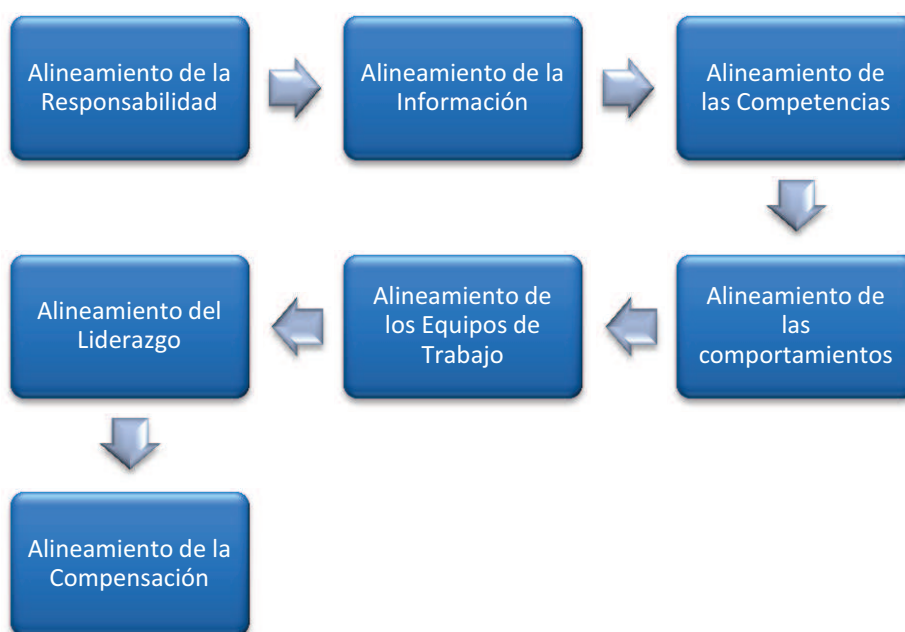 Alineamiento de la
Responsabilidad
Alineamiento de la
Información
Alineamiento de
las Competencias
Alineamiento de
las
comportamientos
Alineamiento de
los Equipos de
Trabajo
Alineamiento del
Liderazgo
Alineamiento de la
Compensación